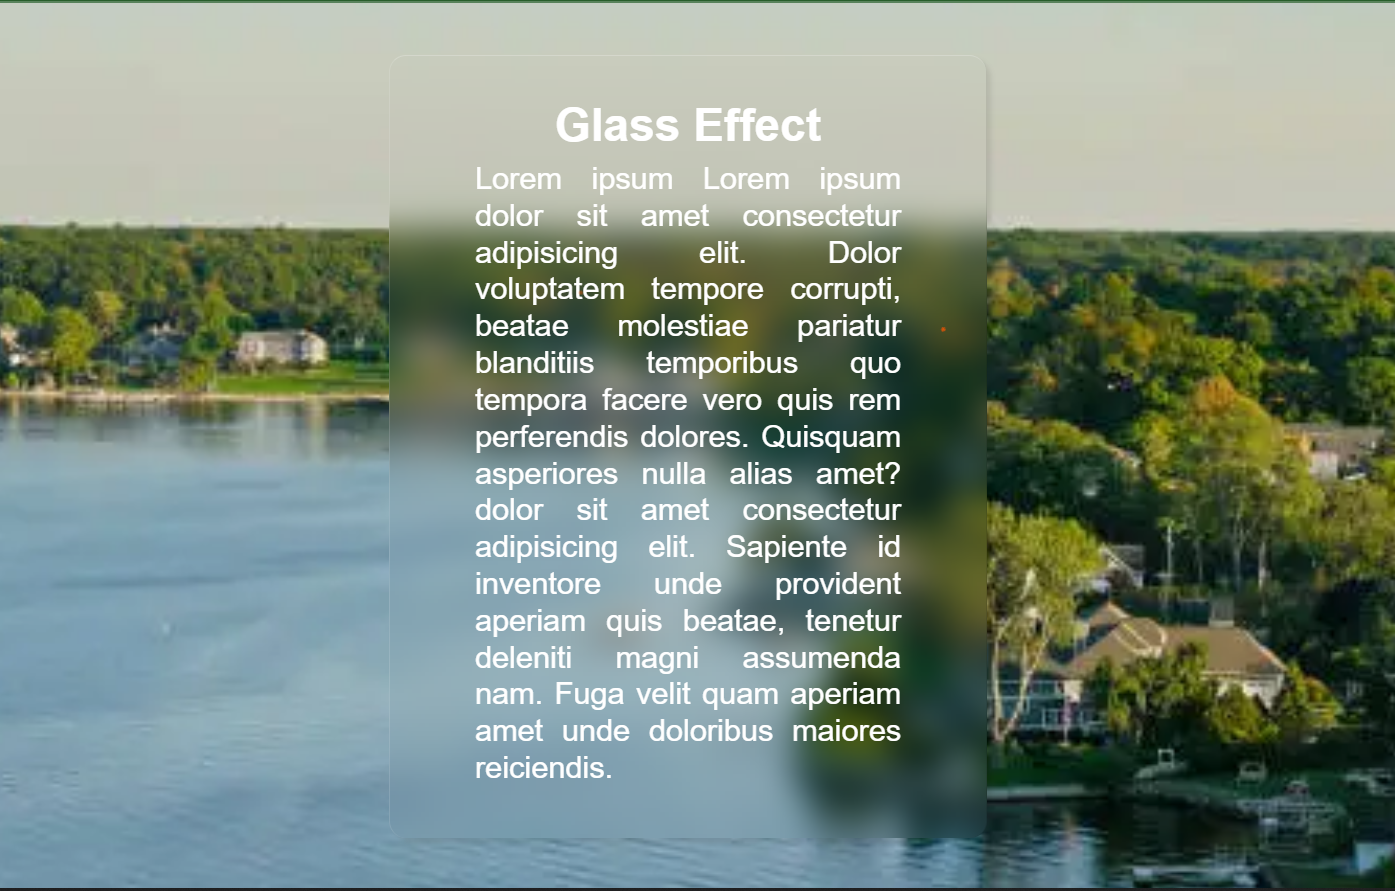 Glass Effect
Lorem ipsum Lorem ipsum
dolor sit amet consectetur
adipisicing elit. Dolor
voluptatem tempore corrupti,
beatae molestiae pariatur
blanditiis temporibus quo
tempora facere vero quis rem
perferendis dolores. Quisquam
asperiores nulla alias amet?
dolor sit amet consectetur
adipisicing elit. Sapiente id
inventore unde provident
aperiam quis beatae, tenetur
deleniti magni assumenda
nam. Fuga velit quam aperiam
amet unde doloribus maiores
reiciendis.